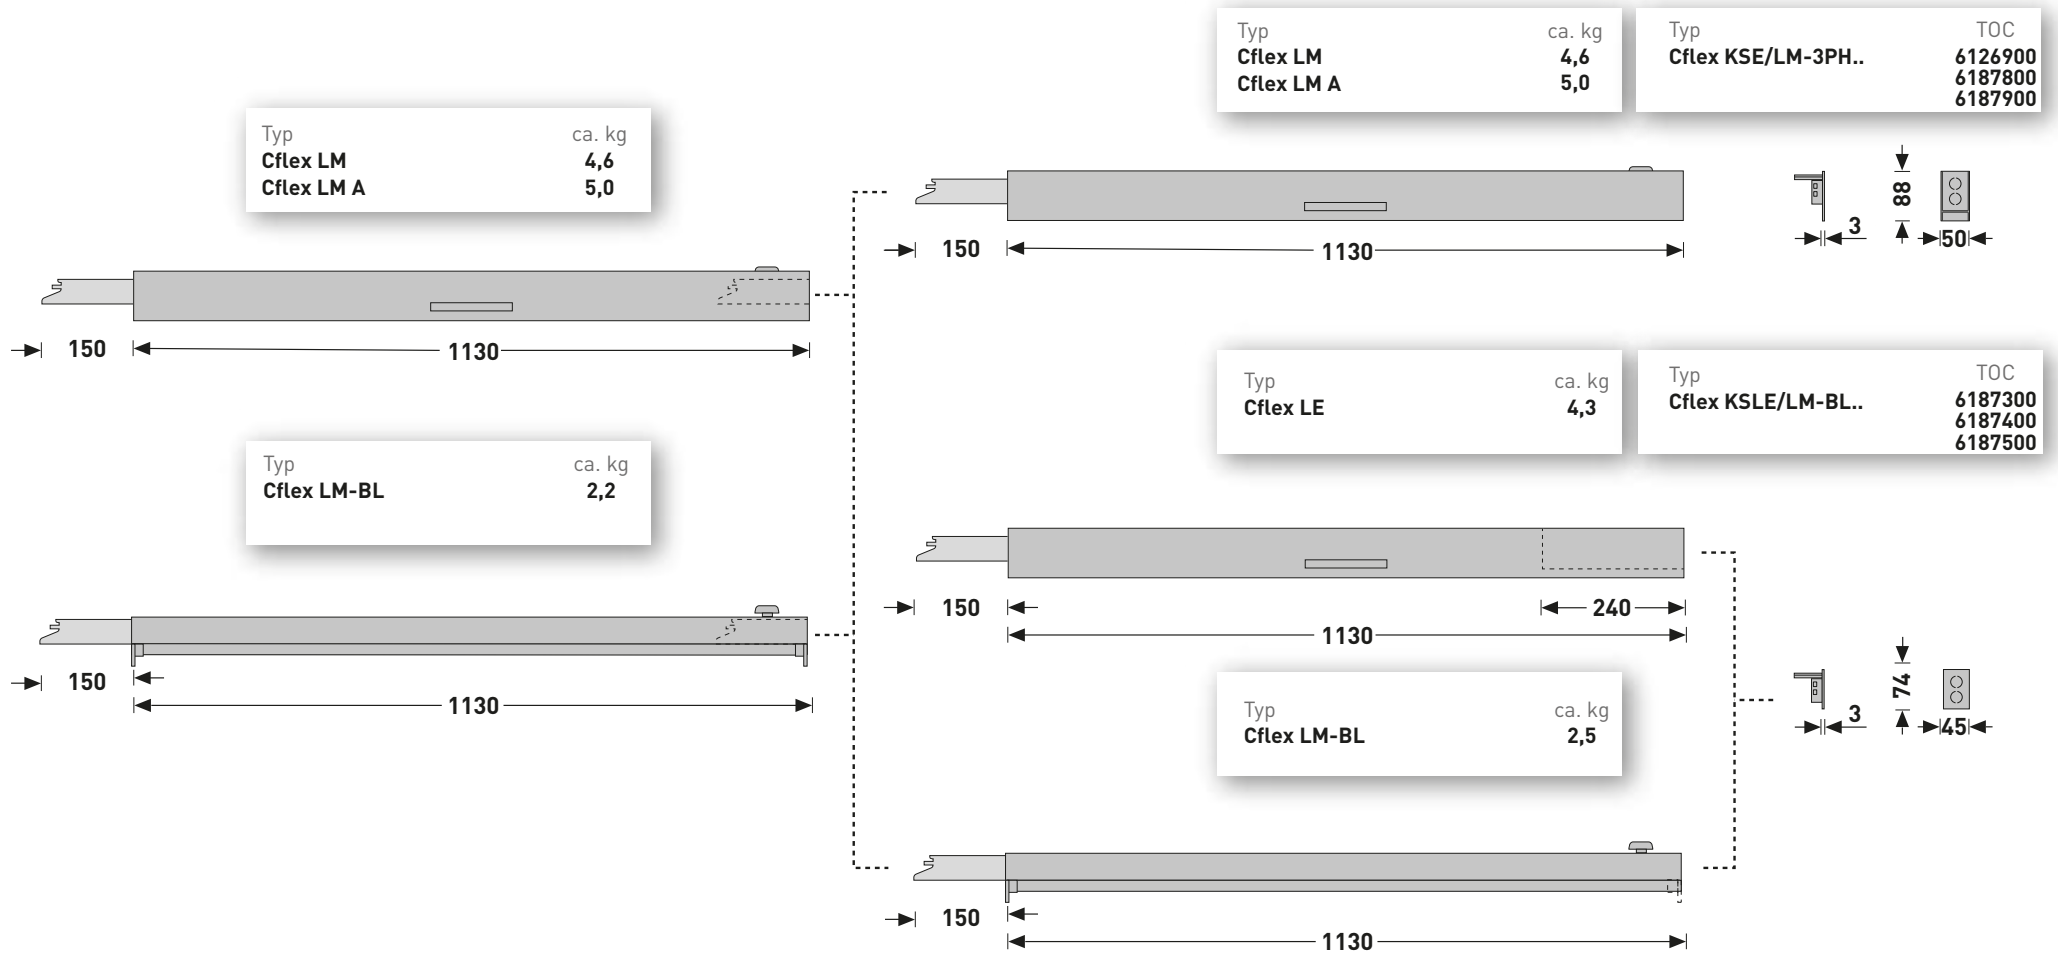 Typ ca. kg
Cflex LM 4,6
Cflex LM A 5,0
150 1130
Typ ca. kg
Cflex LM-BL 2,2
150
1130
Typ ca. kg
Cflex LM 4,6
Cflex LM A 5,0
Typ TOC
Cflex KSE/LM-3PH.. 6126900
6187800
6187900
150 1130
88
3
50
Typ ca. kg
Cflex LE 4,3
Typ TOC
Cflex KSLE/LM-BL.. 6187300
6187400
6187500
150 240
1130
Typ ca. kg
Cflex LM-BL 2,5
74
3
45
150
1130